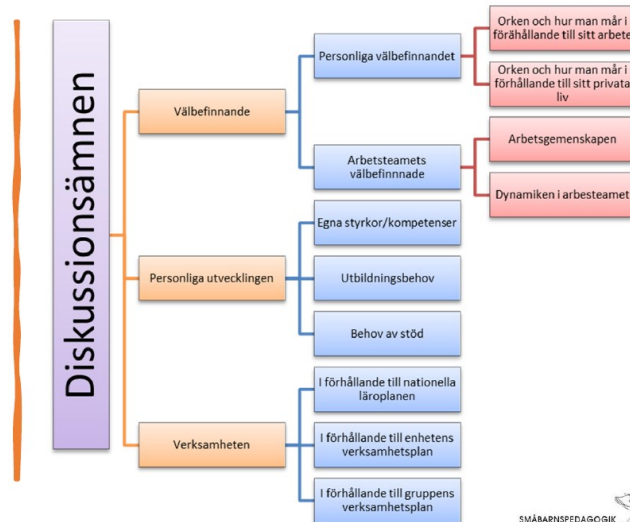 Diskussionsämnen
Välbefinnande
Personliga välbefinnandet
Orken och hur man mår i
förähållande till sitt arbete
Orken och hur man mår i
förhållande till sitt privata
liv
Arbetsteamets
välbefinnnade
Arbetsgemenskapen
Dynamiken i arbesteamet
Personliga utvecklingen
Egna styrkor/kompetenser
Utbildningsbehov
Behov av stöd
Verksamheten
I förhållande till nationella
läroplanen
I förhållande till enhetens
verksamhetsplan
I förhållande till gruppens
verksamhetsplan
SMÅBARNSPEDAGOGIK